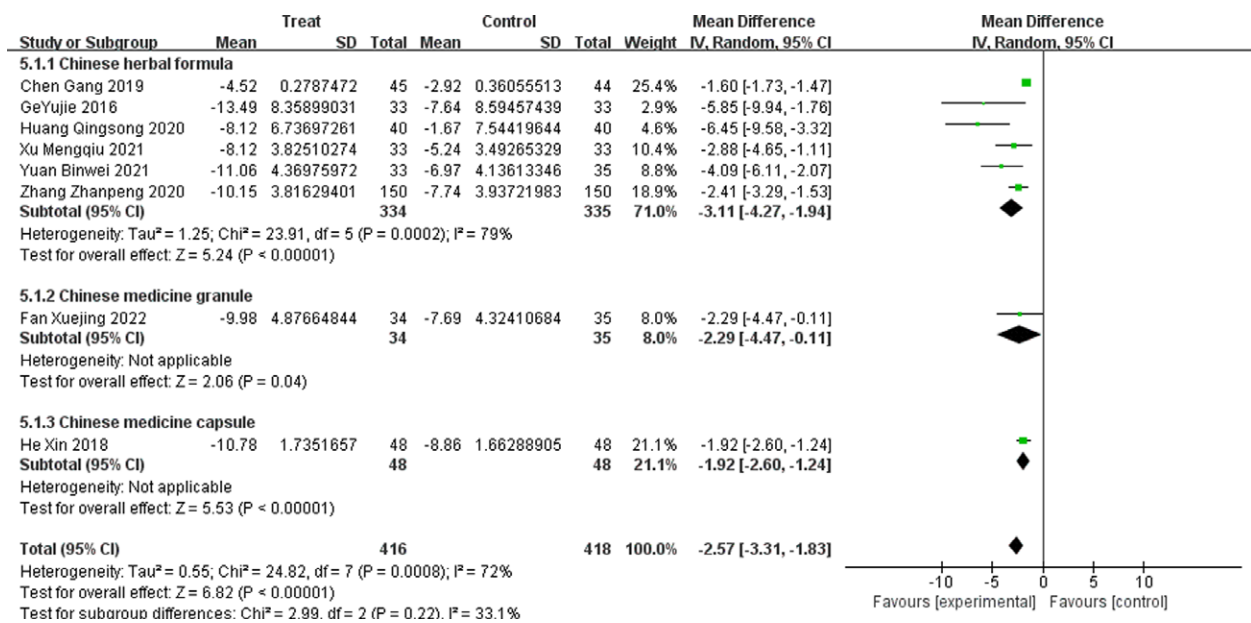 Treat Control Mean Difference Mean Difference
Study or Subgroup Mean SD Total Mean SD Total Weight IV, Random, 95% CI IV, Random, 95% CI
5.1.1 Chinese herbal formula
Chen Gang 2019 -4.52 0.2787472 45 -2.92 0.36055513 44 25.4% -1.60 [-1.73, -1.47]
GeYujie 2016 -13.49 8.35899031 33 -7.64 8.59457439 33 2.9% -5.85 [-9.94, -1.76]
Huang Qingsong 2020 -8.12 6.73697261 40 -1.67 7.54419644 40 4.6% -6.45 [-9.58, -3.32]
Xu Mengqiu 2021 -8.12 3.82510274 33 -5.24 3.49265329 33 10.4% -2.88 [-4.65, -1.11]
Yuan Binwei 2021 -11.06 4.36975972 33 -6.97 4.13613346 35 8.8% -4.09 [-6.11, -2.07]
Zhang Zhanpeng 2020 -10.15 3.81629401 150 -7.74 3.93721983 150 18.9% -2.41 [-3.29, -1.53]
Subtotal (95% CI) 334 335 71.0% -3.11 [-4.27, -1.94]
Heterogeneity: Tau² = 1.25; Chi² = 23.91, df = 5 (P = 0.0002); I² = 79%
Test for overall effect: Z = 5.24 (P < 0.00001)
5.1.2 Chinese medicine granule
Fan Xuejing 2022 -9.98 4.87664844 34 -7.69 4.32410684 35 8.0% -2.29 [-4.47, -0.11]
Subtotal (95% CI) 34 35 8.0% -2.29 [-4.47, -0.11]
Heterogeneity: Not applicable
Test for overall effect: Z = 2.06 (P = 0.04)
5.1.3 Chinese medicine capsule
He Xin 2018 -10.78 1.7351657 48 -8.86 1.66288905 48 21.1% -1.92 [-2.60, -1.24]
Subtotal (95% CI) 48 48 21.1% -1.92 [-2.60, -1.24]
Heterogeneity: Not applicable
Test for overall effect: Z = 5.53 (P < 0.00001)
Total (95% CI) 416 418 100.0% -2.57 [-3.31, -1.83]
Heterogeneity: Tau² = 0.55; Chi² = 24.82, df = 7 (P = 0.0008); I² = 72%
Test for overall effect: Z = 6.82 (P < 0.00001)
Test for subgroup differences: Chi² = 2.99, df = 2 (P = 0.22), I² = 33.1%
-10 -5 0 5 10
Favours [experimental] Favours [control]